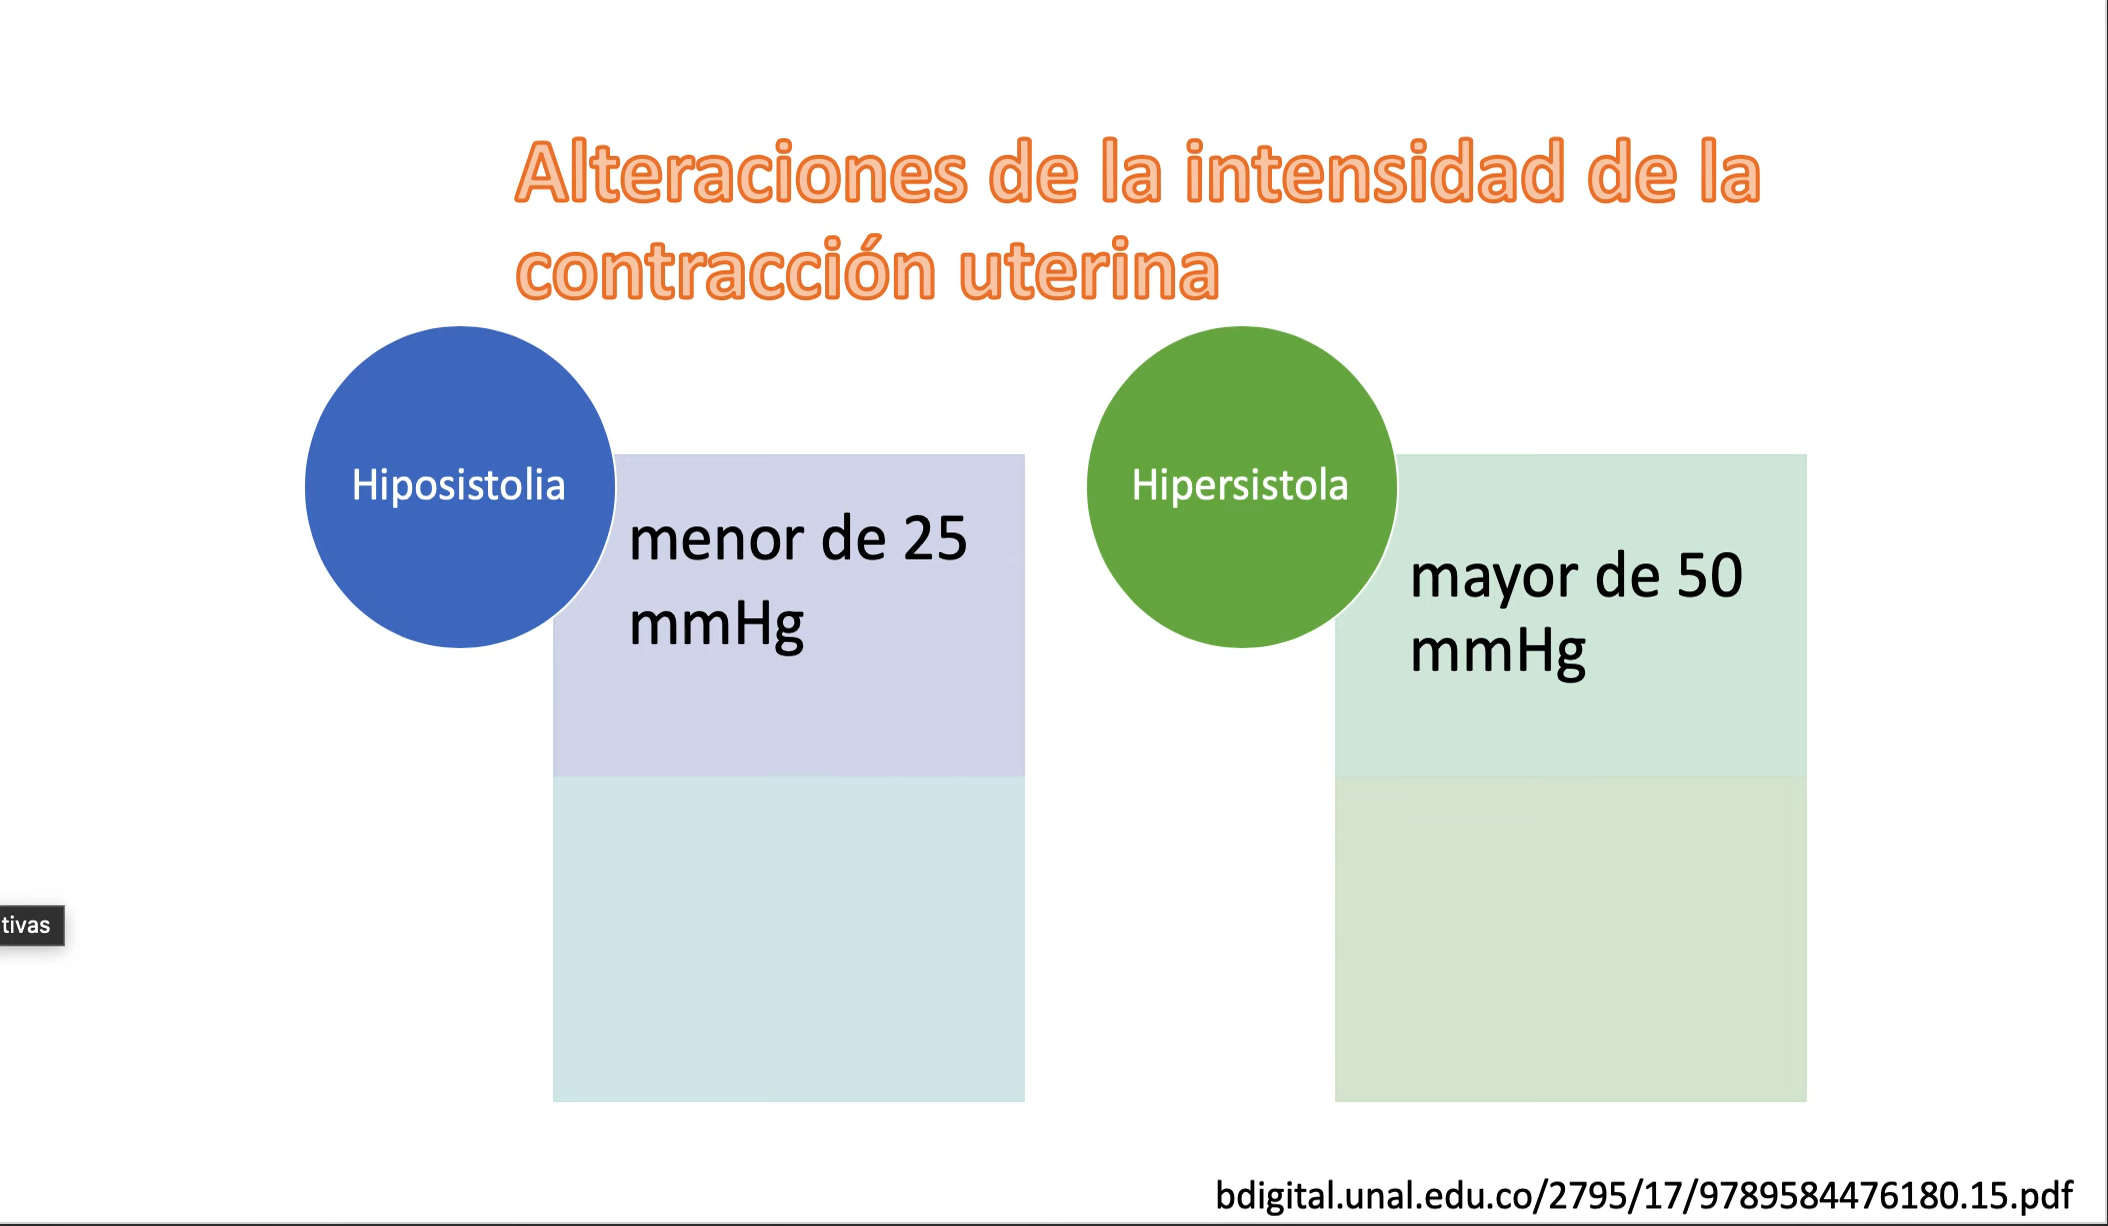 Alteraciones de la intensidad de la
contracción uterina
Hiposistolia
menor de 25
mmHg
Hipersistola
mayor de 50
mmHg
tivas
bdigital.unal.edu.co/2795/17/9789584476180.15.pdf